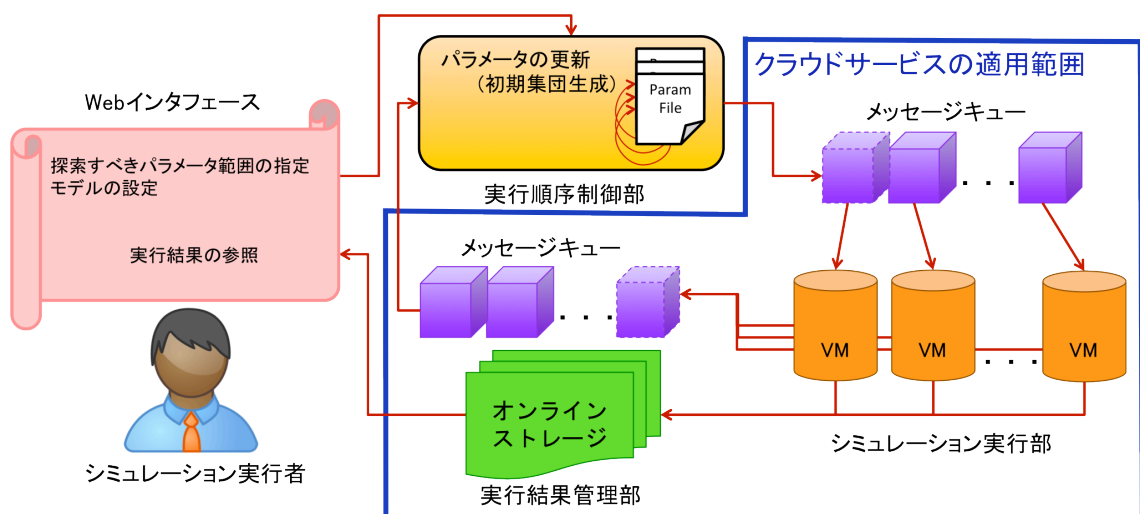 Webインタフェース
探索すべきパラメータ範囲の指定
モデルの設定
実行結果の参照
シミュレーション実行者
パラメータの更新
(初期集団生成)
Param
File
実行順序制御部
クラウドサービスの適用範囲
メッセージキュー
. . .
メッセージキュー
. . .
VM
VM
. . .
VM
シミュレーション実行部
オンライン
ストレージ
実行結果管理部